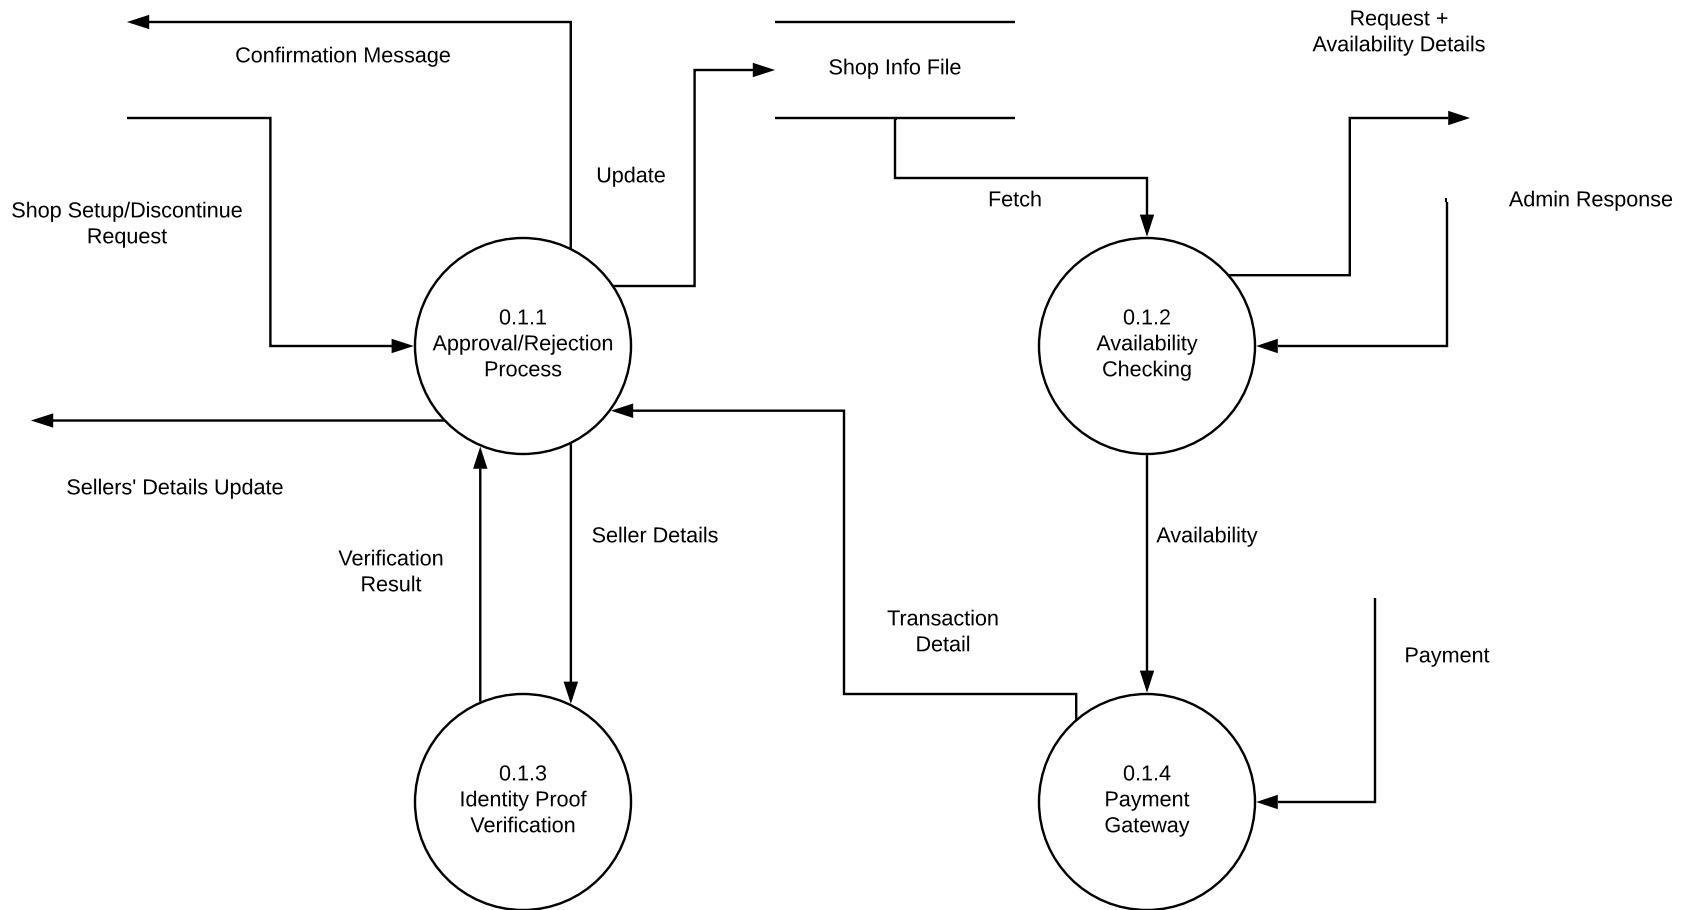 Request +
Availability Details
Confirmation Message
Shop Info File
Update
Fetch
Admin Response
Shop Setup/Discontinue
Request
0.1.1
Approval/Rejection
Process
0.1.2
Availability
Checking
Sellers' Details Update
Verification
Result
Seller Details
Availability
Transaction
Detail
Payment
0.1.3
Identity Proof
Verification
0.1.4
Payment
Gateway